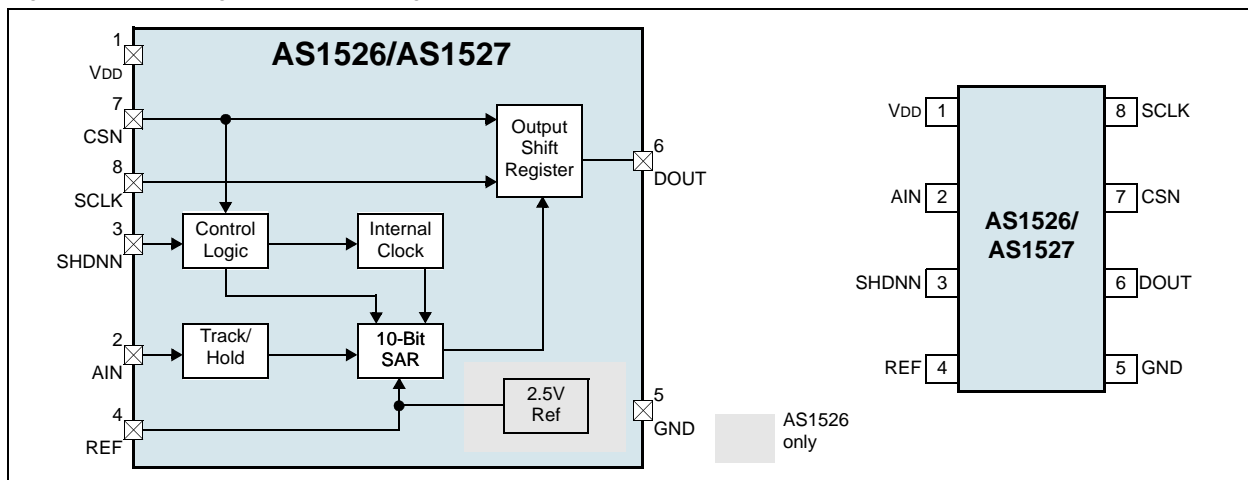 AS1526/AS1527
1
VDD
7
CSN
8
SCLK
3
SHDNN
2
AIN
4
REF
Control
Logic
Internal
Clock
Track/
Hold
10-Bit
SAR
Output
Shift
Register
2.5V
Ref
6
DOUT
5
GND
AS1526
only
VDD 1
AIN 2
SHDNN 3
REF 4
AS1526/
AS1527
8 SCLK
7 CSN
6 DOUT
5 GND